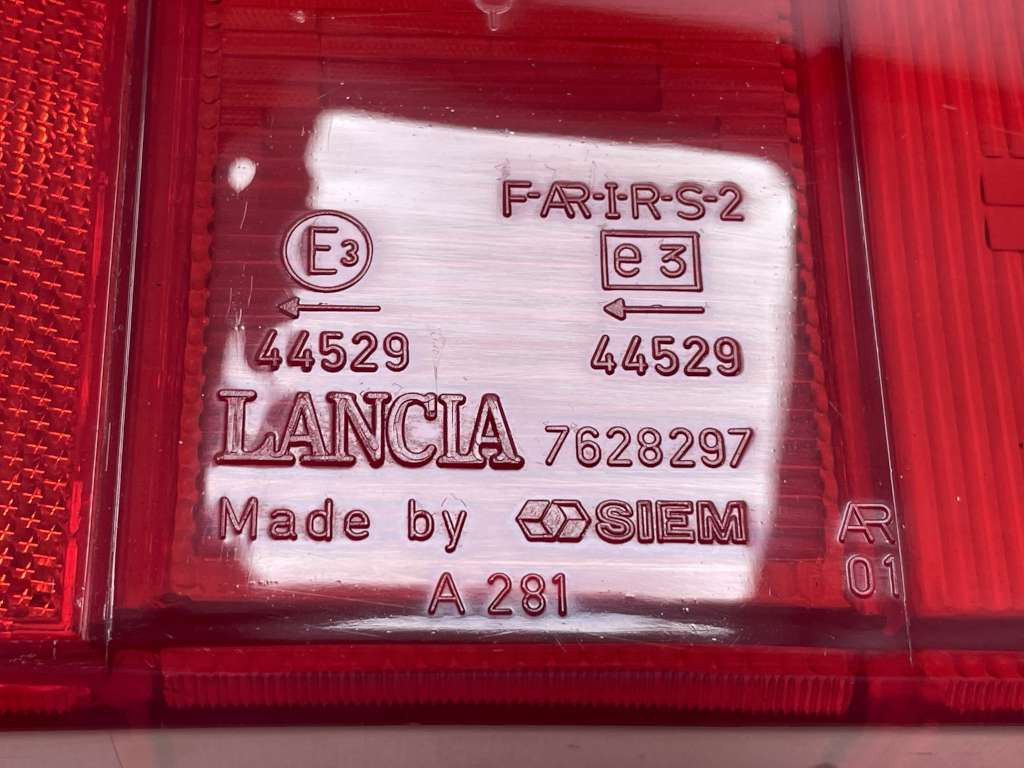 F-AR-I-R-S-2
E3 e3
44529 44529
LANCIA 7628297
Made by SIEM
AR
01
A 281